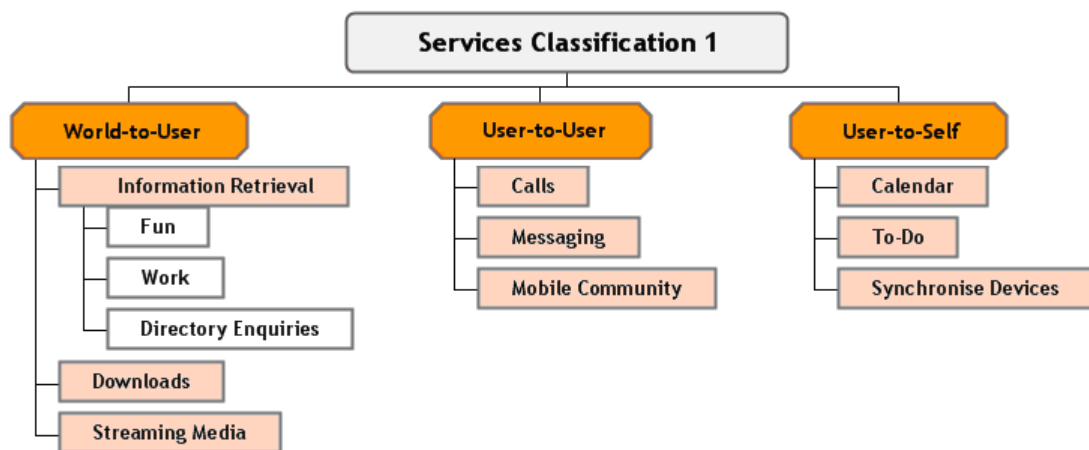 Services Classification 1
World-to-User
Information Retrieval
Fun
Work
Directory Enquiries
Downloads
Streaming Media
User-to-User
Calls
Messaging
Mobile Community
User-to-Self
Calendar
To-Do
Synchronise Devices